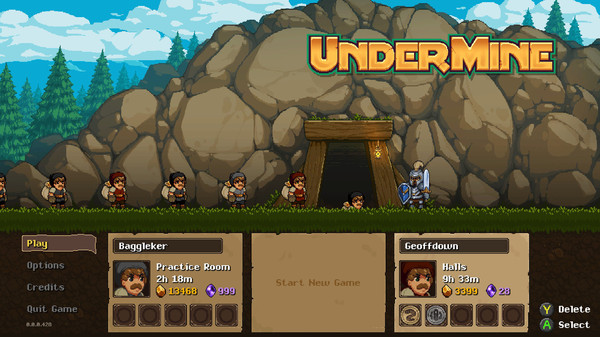 UNDERMINE
Play
Options
Credits
Quit Game
0.0.0.420
Baggleker
Practice Room
2h 18m
13468 999
Start New Game
Geoffdown
Halls
9h 33m
3399 28
Y Delete
A Select